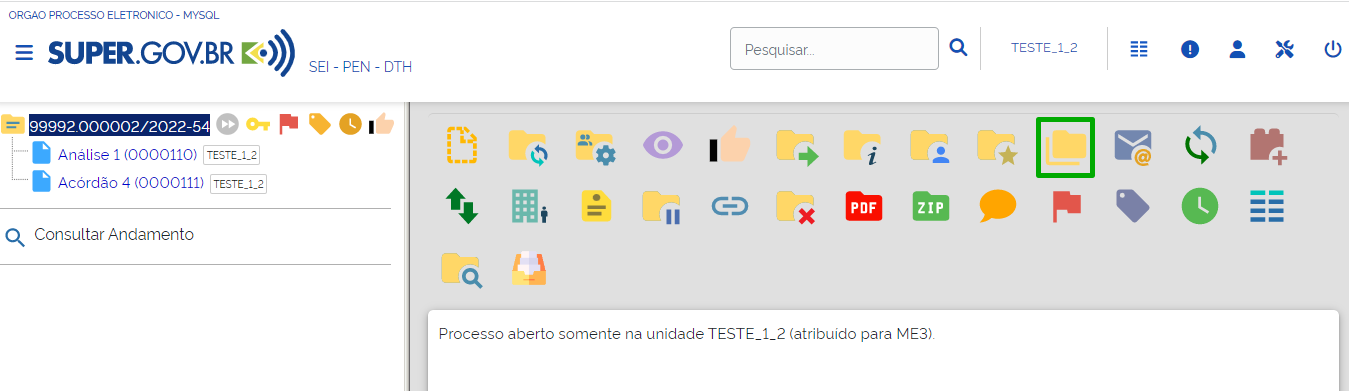 ORGAO PROCESSO ELETRONICO - MYSQL
SUPER.GOV.BR
SEI - PEN - DTH
Pesquisar...
TESTE_1_2
99992.000002/2022-54
Análise 1 (0000110) TESTE_1_2
Acórdão 4 (0000111) TESTE_1_2
Consultar Andamento
i
@
PDF
ZIP
Processo aberto somente na unidade TESTE_1_2 (atribuído para ME3).